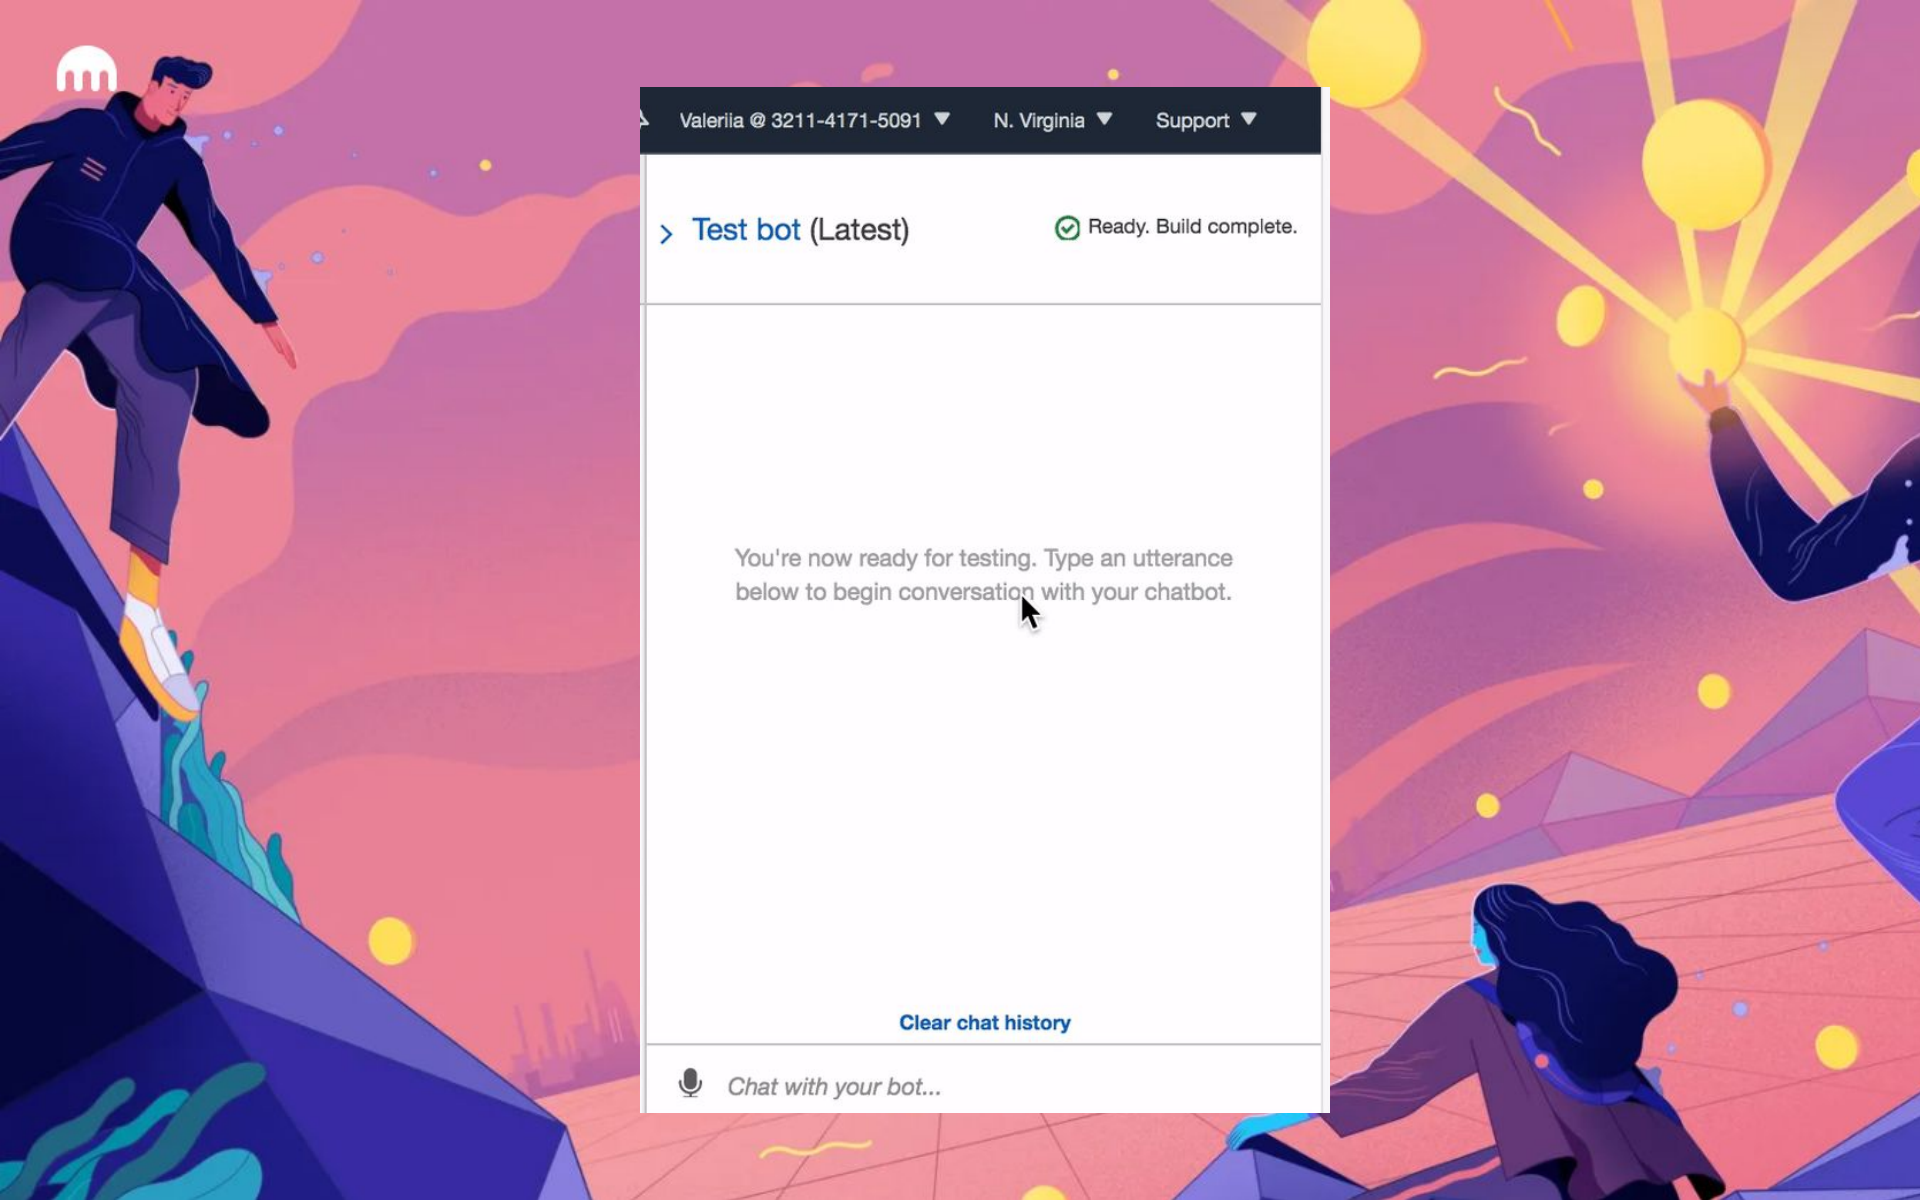 Valeriia @ 3211-4171-5091 N. Virginia Support
Test bot (Latest) Ready. Build complete.
You're now ready for testing. Type an utterance
below to begin conversation with your chatbot.
Clear chat history
Chat with your bot...